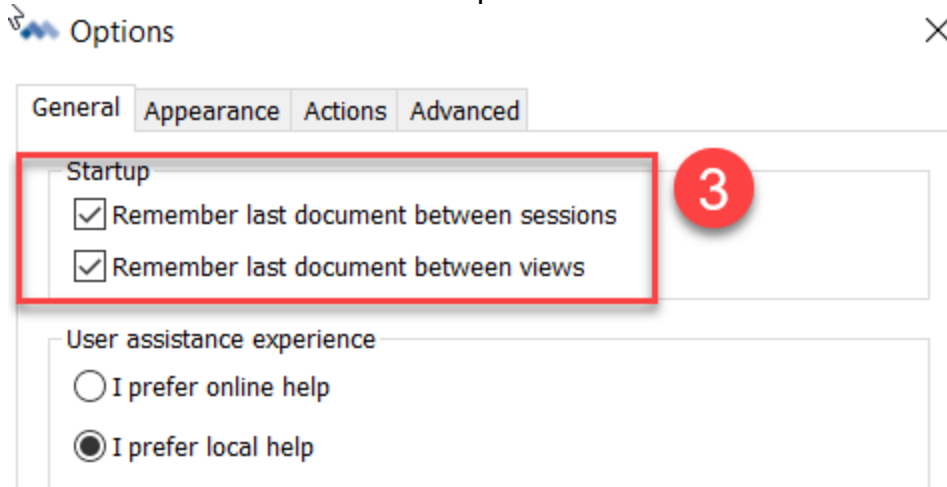 Options
General Appearance Actions Advanced
Startup
3
Remember last document between sessions
Remember last document between views
User assistance experience
I prefer online help
I prefer local help